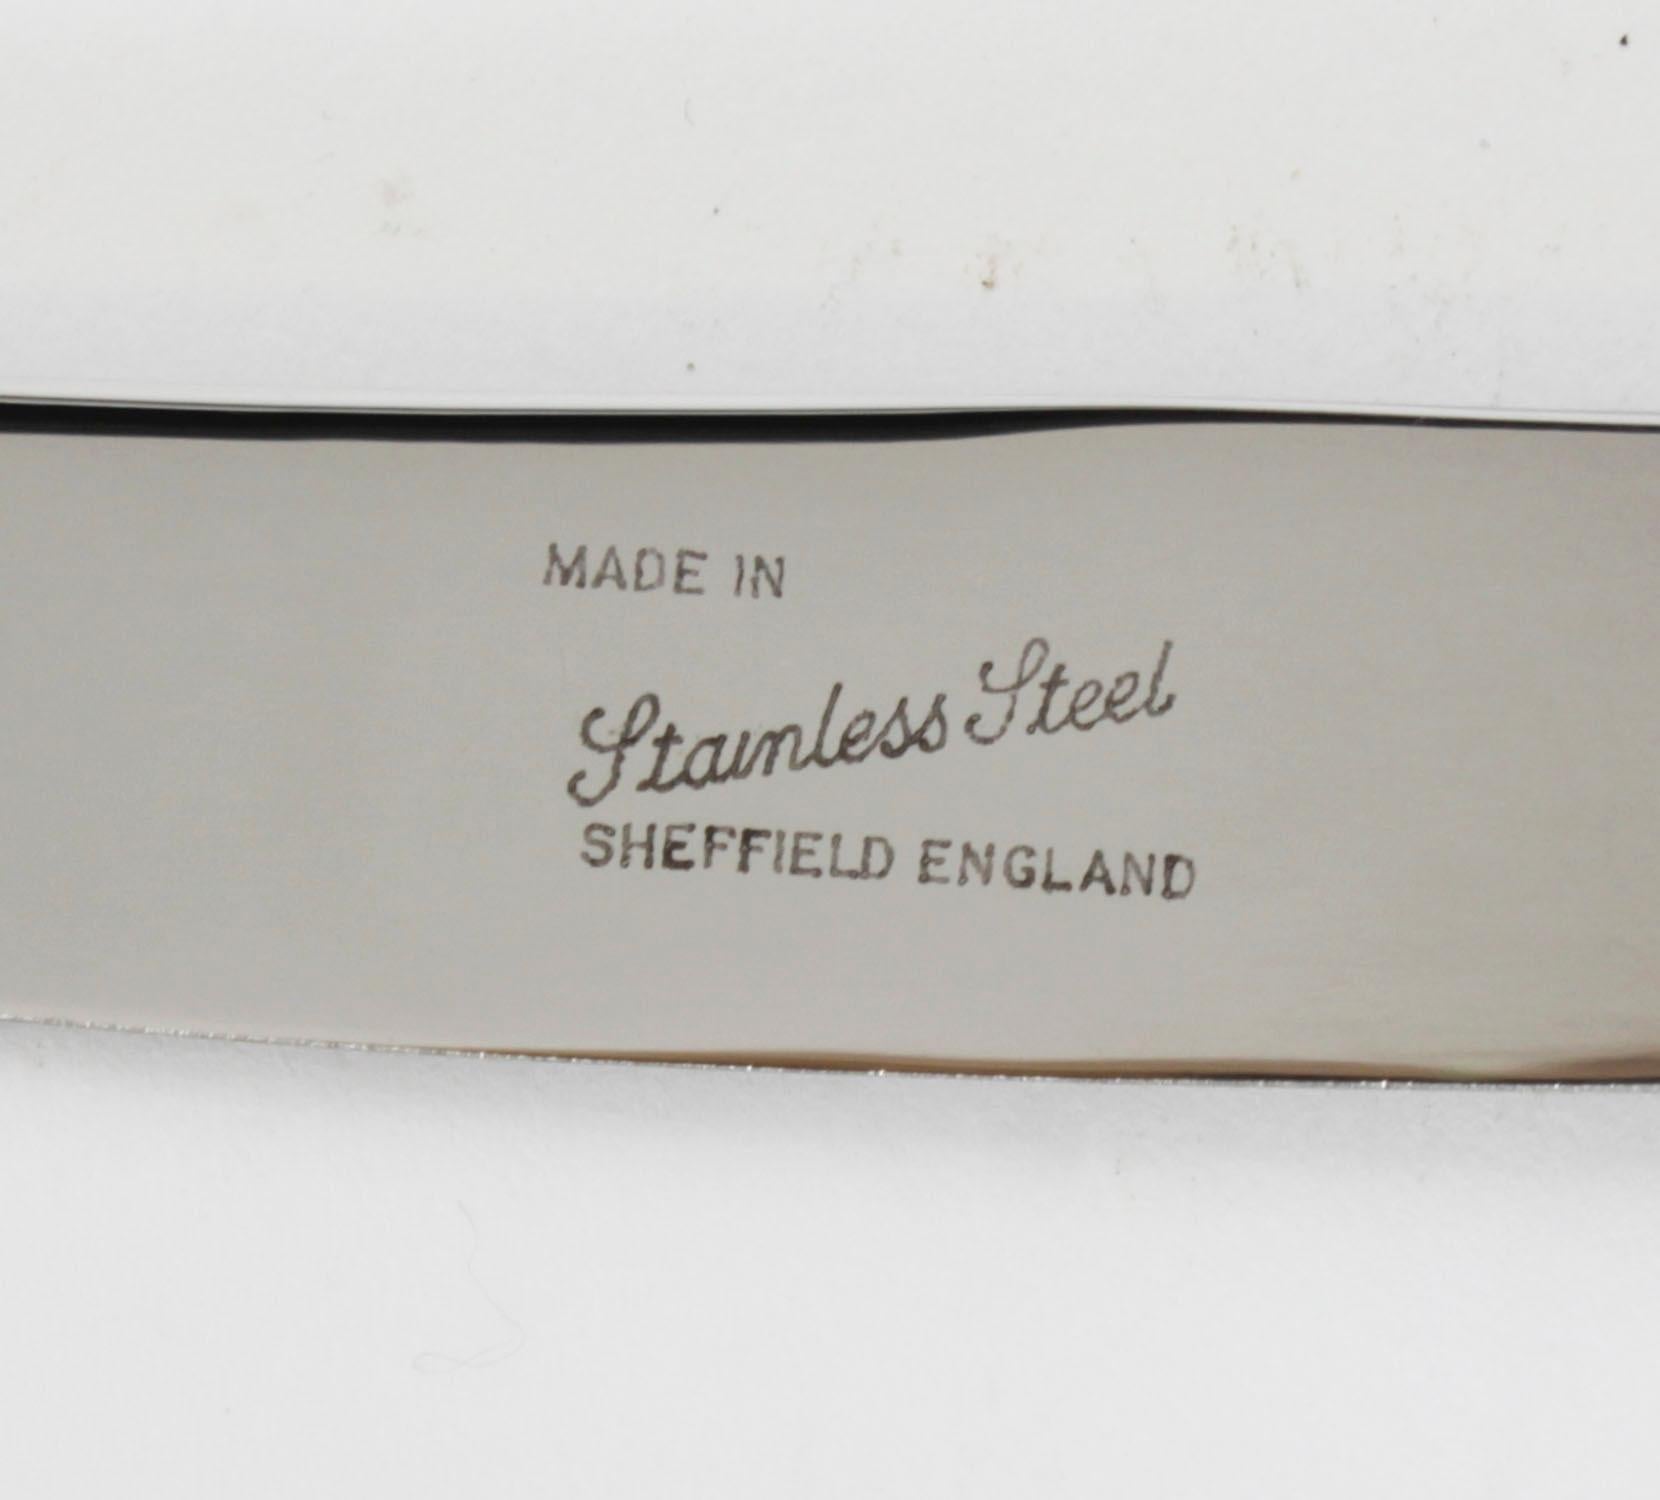 MADE IN
Stainless Steel
SHEFFIELD ENGLAND